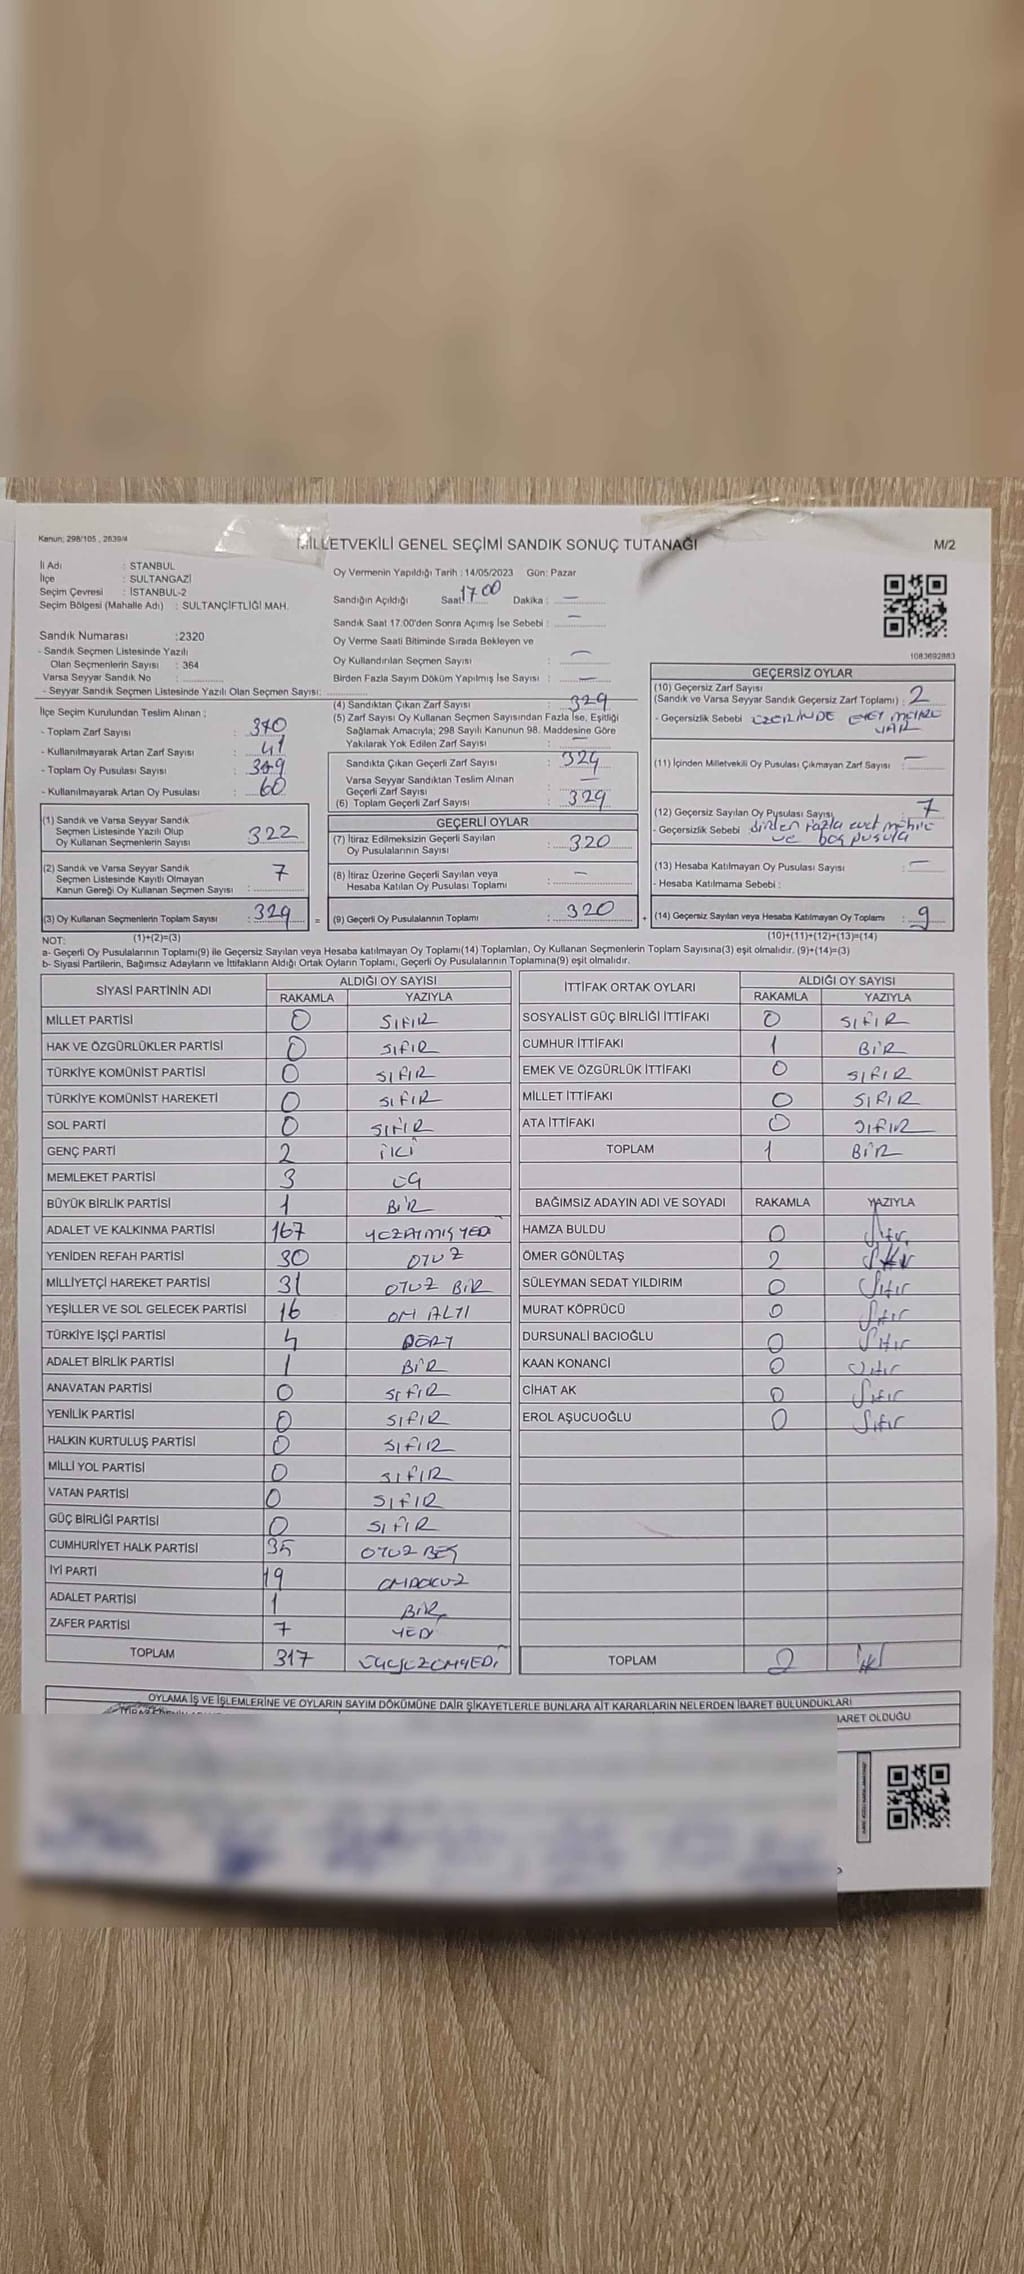 Kanun; 298/105 , 2839/4
MİLLETVEKİLİ GENEL SEÇİMİ SANDIK SONUÇ TUTANAĞI
M/2
İl Adı : STANBUL
İlçe : SULTANGAZİ
Seçim Çevresi : İSTANBUL-2
Seçim Bölgesi (Mahalle Adı) : SULTANÇİFTLİĞİ MAH.
Sandık Numarası :2320
- Sandık Seçmen Listesinde Yazılı
Olan Seçmenlerin Sayısı : 364
Varsa Seyyar Sandık No :
- Seyyar Sandık Seçmen Listesinde Yazılı Olan Seçmen Sayısı:
Oy Vermenin Yapıldığı Tarih : 14/05/2023 Gün: Pazar
Sandığın Açıldığı Saat 17.00 Dakika : —
Sandık Saat 17:00'den Sonra Açımış İse Sebebi : —
Oy Verme Saati Bitiminde Sırada Bekleyen ve
Oy Kullandırılan Seçmen Sayısı : —
Birden Fazla Sayım Döküm Yapılmış İse Sayısı : —
1083692883
İlçe Seçim Kurulundan Teslim Alınan ;
- Toplam Zarf Sayısı : 370
- Kullanılmayarak Artan Zarf Sayısı : 41
- Toplam Oy Pusulası Sayısı :
- Kullanılmayarak Artan Oy Pusulası : 60
(1) Sandık ve Varsa Seyyar Sandık
Seçmen Listesinde Yazılı Olup
Oy Kullanan Seçmenlerin Sayısı : 322
(2) Sandık ve Varsa Seyyar Sandık
Seçmen Listesinde Kayıtlı Olmayan
Kanun Gereği Oy Kullanan Seçmen Sayısı : 7
(3) Oy Kullanan Seçmenlerin Toplam Sayısı : 329 =
(1)+(2)=(3)
(4) Sandıktan Çıkan Zarf Sayısı : 329
(5) Zarf Sayısı Oy Kullanan Seçmen Sayısından Fazla İse, Eşitliği
Sağlamak Amacıyla; 298 Sayılı Kanunun 98. Maddesine Göre
Yakılarak Yok Edilen Zarf Sayısı : —
Sandıkta Çıkan Geçerli Zarf Sayısı : 329
Varsa Seyyar Sandıktan Teslim Alınan
Geçerli Zarf Sayısı : —
(6) Toplam Geçerli Zarf Sayısı : 329
GEÇERLİ OYLAR
(7) İtiraz Edilmeksizin Geçerli Sayılan
Oy Pusulalarının Sayısı : 320
(8) İtiraz Üzerine Geçerli Sayılan veya
Hesaba Katılan Oy Pusulası Toplamı : —
(9) Geçerli Oy Pusulalarının Toplamı : 320 +
GEÇERSİZ OYLAR
(10) Geçersiz Zarf Sayısı
(Sandık ve Varsa Seyyar Sandık Geçersiz Zarf Toplamı) : 2
- Geçersizlik Sebebi ÜZERİNDE EVET MÜHRÜ
VAR
(11) İçinden Milletvekili Oy Pusulası Çıkmayan Zarf Sayısı : —
(12) Geçersiz Sayılan Oy Pusulası Sayısı : 7
- Geçersizlik Sebebi birden fazla evet mührü
ve boş pusula
(13) Hesaba Katılmayan Oy Pusulası Sayısı : —
- Hesaba Katılmama Sebebi :
(14) Geçersiz Sayılan veya Hesaba Katılmayan Oy Toplamı : 9
(10)+(11)+(12)+(13)=(14)
NOT:
a- Geçerli Oy Pusulalarının Toplamı(9) ile Geçersiz Sayılan veya Hesaba katılmayan Oy Toplamı(14) Toplamları, Oy Kullanan Seçmenlerin Toplam Sayısına(3) eşit olmalıdır. (9)+(14)=(3)
b- Siyasi Partilerin, Bağımsız Adayların ve İttifakların Aldığı Ortak Oyların Toplamı, Geçerli Oy Pusulalarının Toplamına(9) eşit olmalıdır.
SİYASİ PARTİNİN ADI ALDIĞI OY SAYISI
RAKAMLA YAZIYLA
MİLLET PARTİSİ 0 SIFIR
HAK VE ÖZGÜRLÜKLER PARTİSİ 0 SIFIR
TÜRKİYE KOMÜNİST PARTİSİ 0 SIFIR
TÜRKİYE KOMÜNİST HAREKETİ 0 SIFIR
SOL PARTİ 0 SIFIR
GENÇ PARTİ 2 İKİ
MEMLEKET PARTİSİ 3 ÜÇ
BÜYÜK BİRLİK PARTİSİ 1 BİR
ADALET VE KALKINMA PARTİSİ 167 YÜZATMIŞ YEDİ
YENİDEN REFAH PARTİSİ 30 OTUZ
MİLLİYETÇİ HAREKET PARTİSİ 31 OTUZ BİR
YEŞİLLER VE SOL GELECEK PARTİSİ 16 ON ALTI
TÜRKİYE İŞÇİ PARTİSİ 4 DÖRT
ADALET BİRLİK PARTİSİ 1 BİR
ANAVATAN PARTİSİ 0 SIFIR
YENİLİK PARTİSİ 0 SIFIR
HALKIN KURTULUŞ PARTİSİ 0 SIFIR
MİLLİ YOL PARTİSİ 0 SIFIR
VATAN PARTİSİ 0 SIFIR
GÜÇ BİRLİĞİ PARTİSİ 0 SIFIR
CUMHURİYET HALK PARTİSİ 35 OTUZ BEŞ
İYİ PARTİ 19 ONDOKUZ
ADALET PARTİSİ 1 BİR
ZAFER PARTİSİ 7 YEDİ
TOPLAM 317 ÜÇYÜZONYEDİ
İTTİFAK ORTAK OYLARI ALDIĞI OY SAYISI
RAKAMLA YAZIYLA
SOSYALİST GÜÇ BİRLİĞİ İTTİFAKI 0 SIFIR
CUMHUR İTTİFAKI 1 BİR
EMEK VE ÖZGÜRLÜK İTTİFAKI 0 SIFIR
MİLLET İTTİFAKI 0 SIFIR
ATA İTTİFAKI 0 SIFIR
TOPLAM 1 BİR
BAĞIMSIZ ADAYIN ADI VE SOYADI RAKAMLA YAZIYLA
HAMZA BULDU 0 Sıfır
ÖMER GÖNÜLTAŞ 2
SÜLEYMAN SEDAT YILDIRIM 0 Sıfır
MURAT KÖPRÜCÜ 0 Sıfır
DURSUNALİ BACIOĞLU 0 Sıfır
KAAN KONANCİ 0 Sıfır
CİHAT AK 0 Sıfır
EROL AŞUCUOĞLU 0 Sıfır
TOPLAM 2
OYLAMA İŞ VE İŞLEMLERİNE VE OYLARIN SAYIM DÖKÜMÜNE DAİR ŞİKAYETLERLE BUNLARA AİT KARARLARIN NELERDEN İBARET BULUNDUKLARI
BARET OLDUĞU